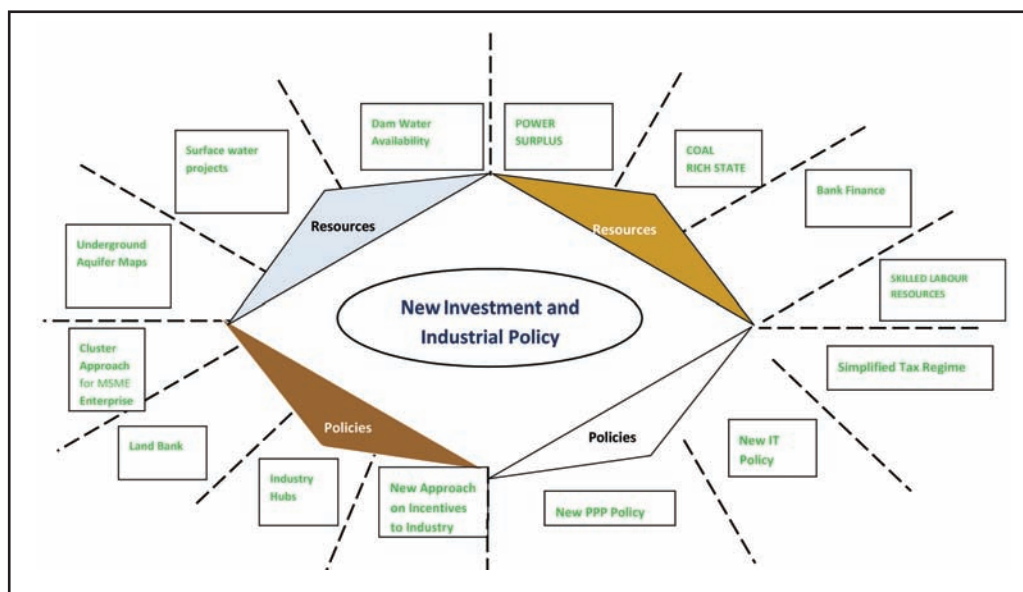 Dam Water
Availability
POWER
SURPLUS
Surface water
projects
COAL
RICH STATE
Bank Finance
Resources
Resources
Underground
Aquifer Maps
SKILLED LABOUR
RESOURCES
New Investment and
Industrial Policy
Cluster
Approach
for MSME
Enterprise
Simplified Tax Regime
Land Bank
Policies
Policies
New IT
Policy
Industry
Hubs
New Approach
on Incentives
to Industry
New PPP Policy